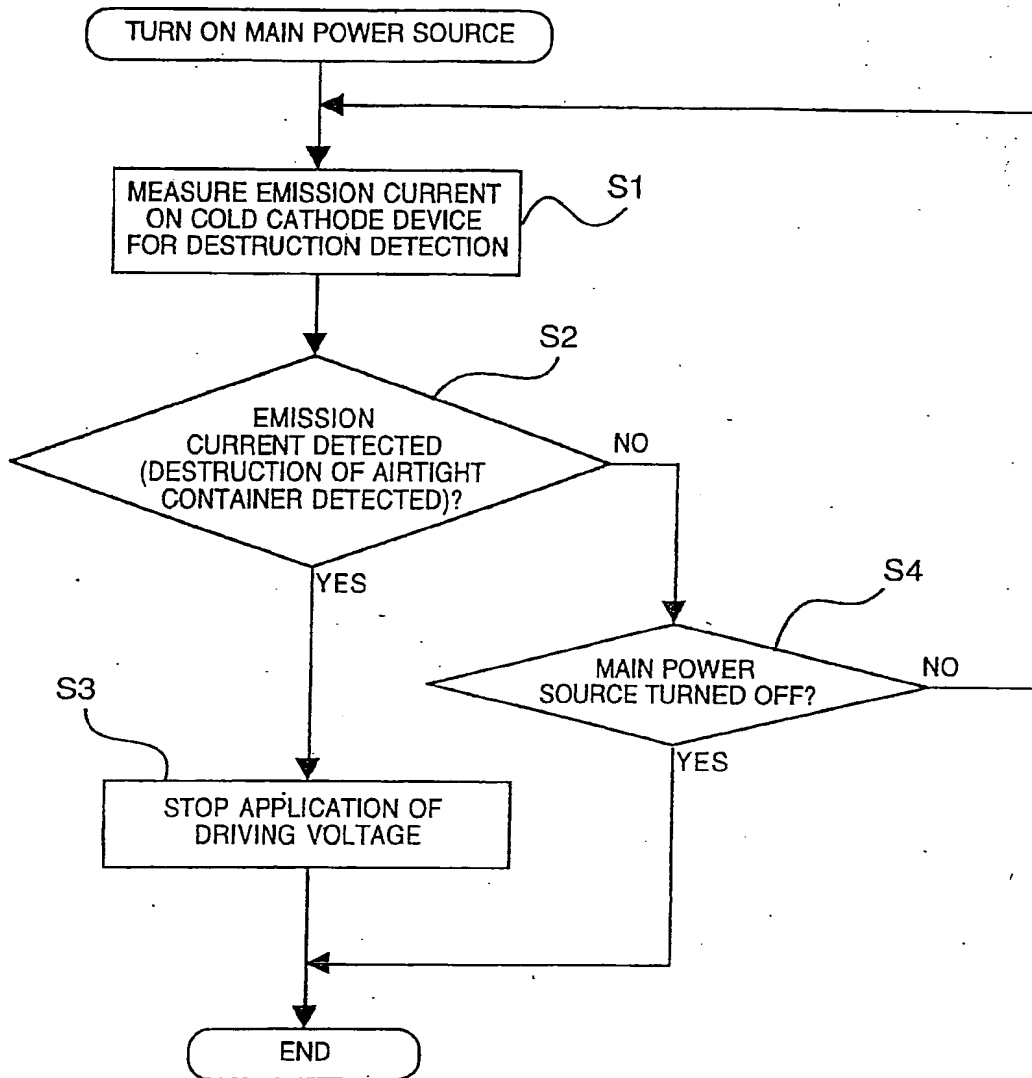 TURN ON MAIN POWER SOURCE
MEASURE EMISSION CURRENT
ON COLD CATHODE DEVICE
FOR DESTRUCTION DETECTION
S1
S2
EMISSION
CURRENT DETECTED
(DESTRUCTION OF AIRTIGHT
CONTAINER DETECTED)?
NO
YES
S4
MAIN POWER
SOURCE TURNED OFF?
NO
YES
S3
STOP APPLICATION OF
DRIVING VOLTAGE
END